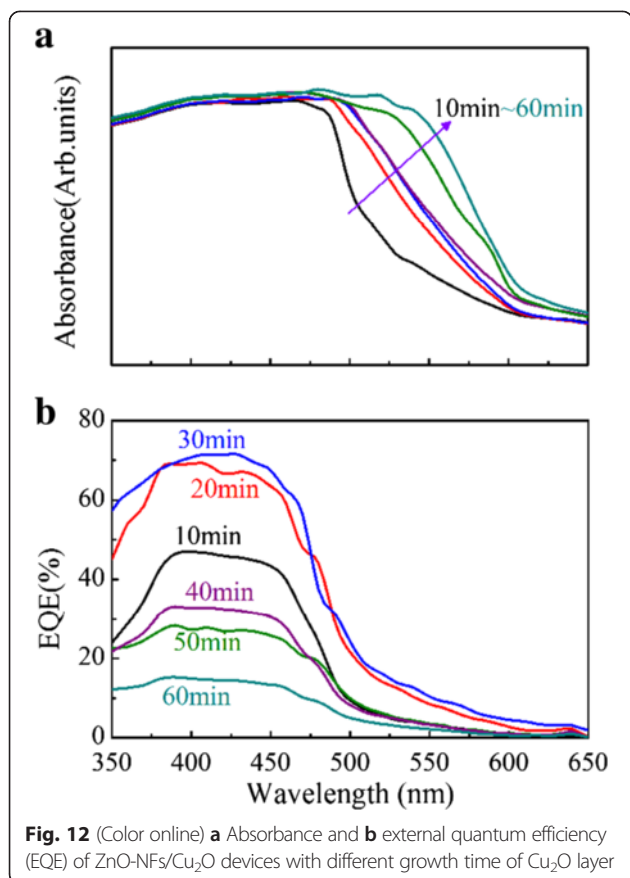 a
Absorbance(Arb.units)
10min~60min
b
EQE(%)
80
60
40
20
0
30min
20min
10min
40min
50min
60min
350 400 450 500 550 600 650
Wavelength (nm)
Fig. 12 (Color online) a Absorbance and b external quantum efficiency
(EQE) of ZnO-NFs/Cu₂O devices with different growth time of Cu₂O layer